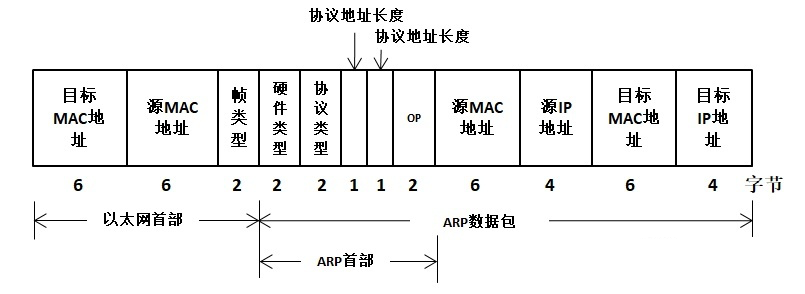 协议地址长度
协议地址长度
目标
MAC地
址
源MAC
地址
帧
类
型
硬
件
类
型
协
议
类
型
OP
源MAC
地址
源IP
地址
目标
MAC地
址
目标
IP地
址
6
6
2
2
2
1
1
2
6
4
6
4
字节
以太网首部
ARP数据包
ARP首部